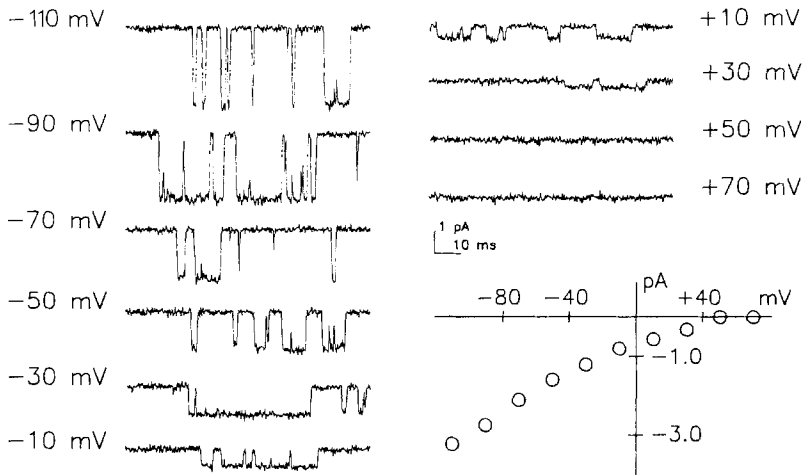 -110 mV
-90 mV
-70 mV
-50 mV
-30 mV
-10 mV
+10 mV
+30 mV
+50 mV
+70 mV
1 pA
10 ms
pA
-80
-40
+40
mV
-1.0
-3.0